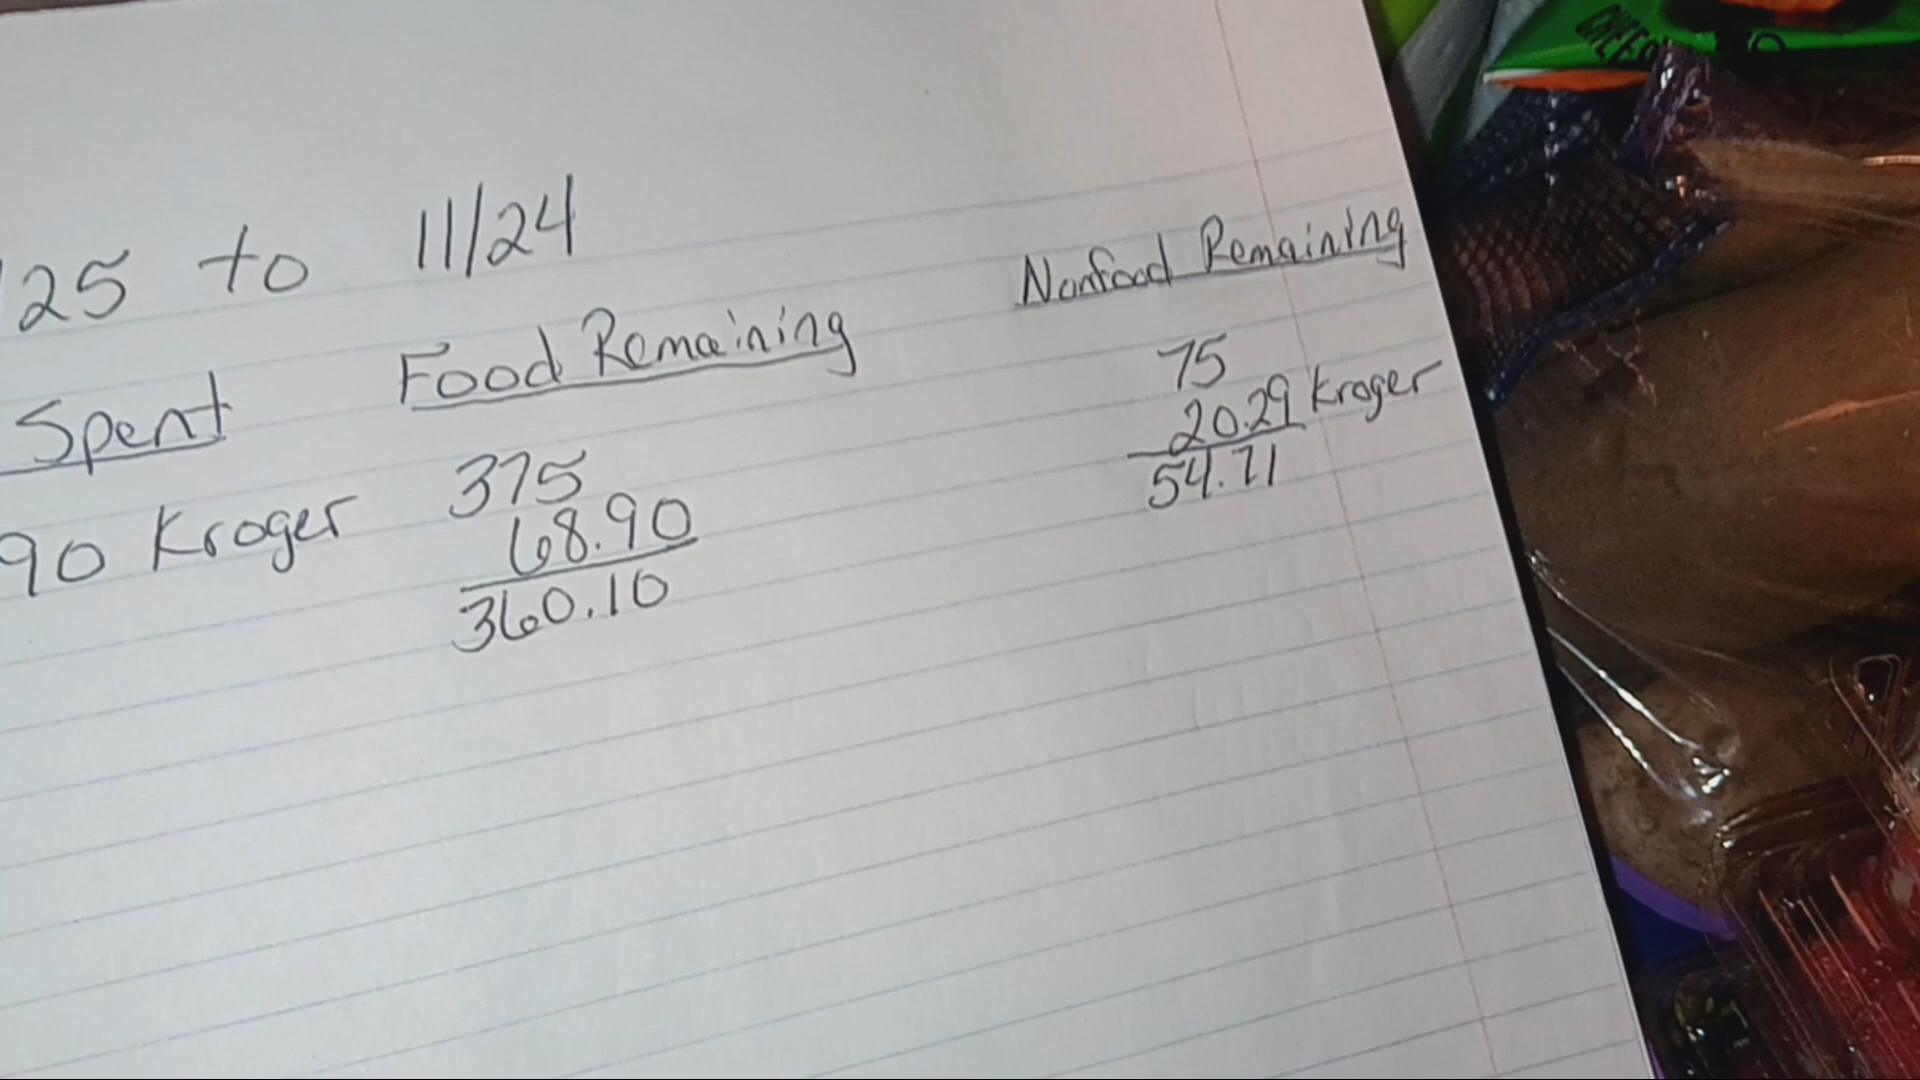 /25 to 11/24
Spent Food Remaining Nonfood Remaining
75
20.29 Kroger
54.71
90 Kroger 375
68.90
360.10
CHEESE